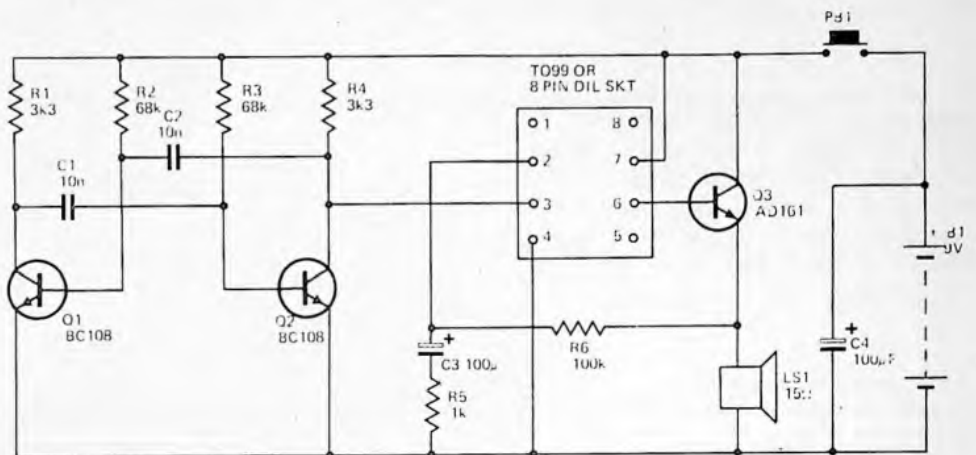 PB1
TO99 OR
8 PIN DIL SKT
R1
3k3
R2
68k
R3
68k
R4
3k3
C2
10n
C1
10n
1
2
3
4
8
7
6
5
Q3
AD161
+ B1
9V
Q1
BC108
Q2
BC108
+
C3 100µ
R5
1k
R6
100k
LS1
15Ω
+
C4
100µF